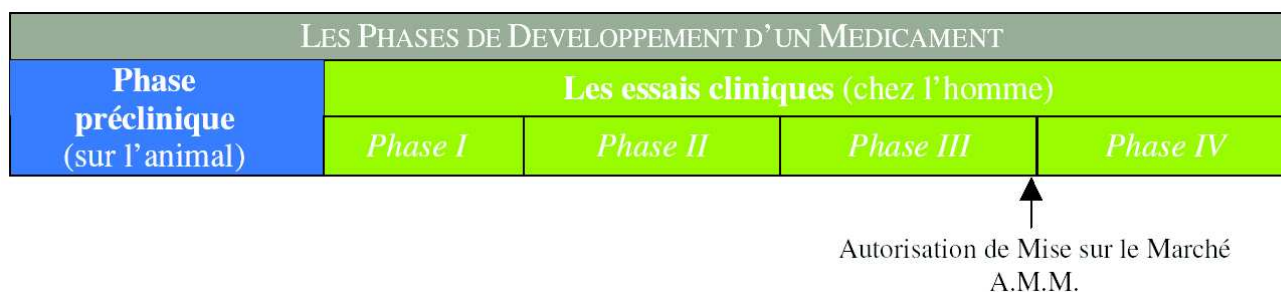 LES PHASES DE DEVELOPPEMENT D'UN MEDICAMENT
Phase
préclinique
(sur l'animal)
Les essais cliniques (chez l'homme)
Phase I
Phase II
Phase III
Phase IV
Autorisation de Mise sur le Marché
A.M.M.